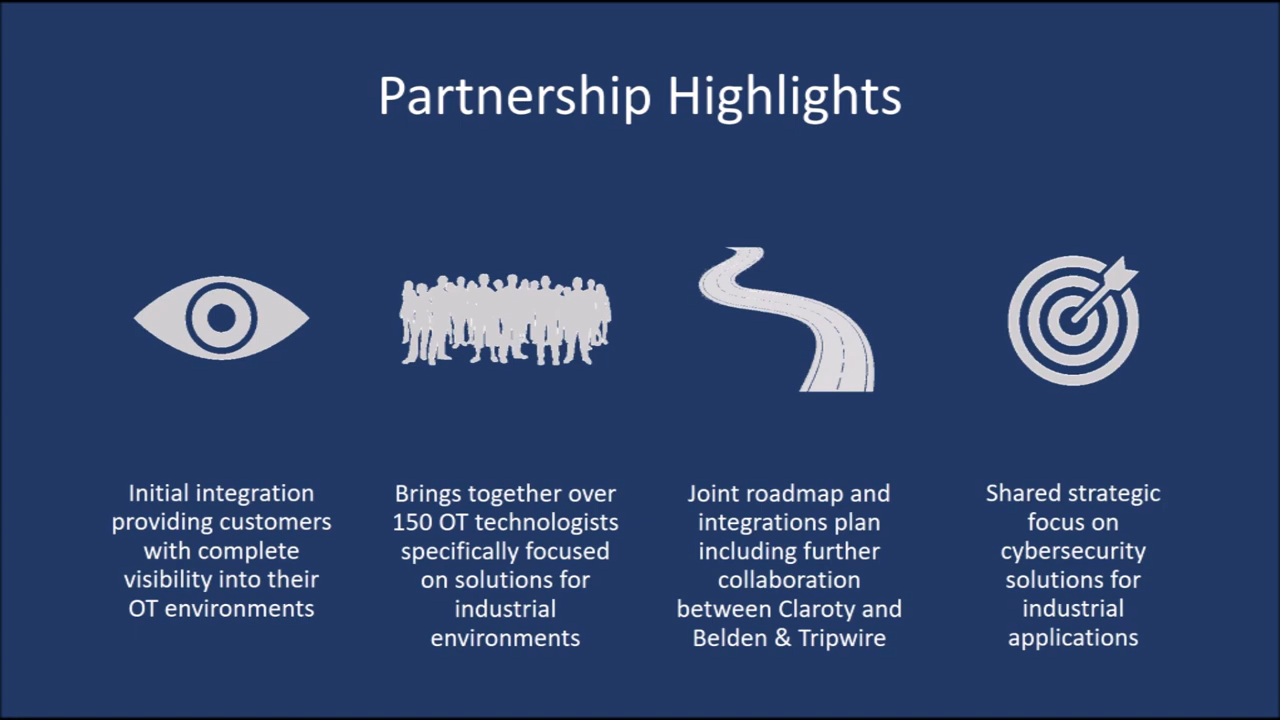 Partnership Highlights
Initial integration
providing customers
with complete
visibility into their
OT environments
Brings together over
150 OT technologists
specifically focused
on solutions for
industrial
environments
Joint roadmap and
integrations plan
including further
collaboration
between Claroty and
Belden & Tripwire
Shared strategic
focus on
cybersecurity
solutions for
industrial
applications